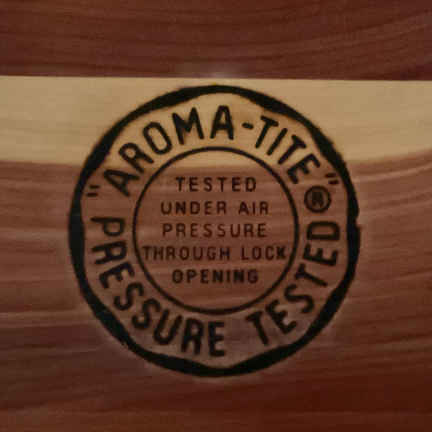 "AROMA-TITE"®
TESTED
UNDER AIR
PRESSURE
THROUGH LOCK
OPENING
PRESSURE TESTED